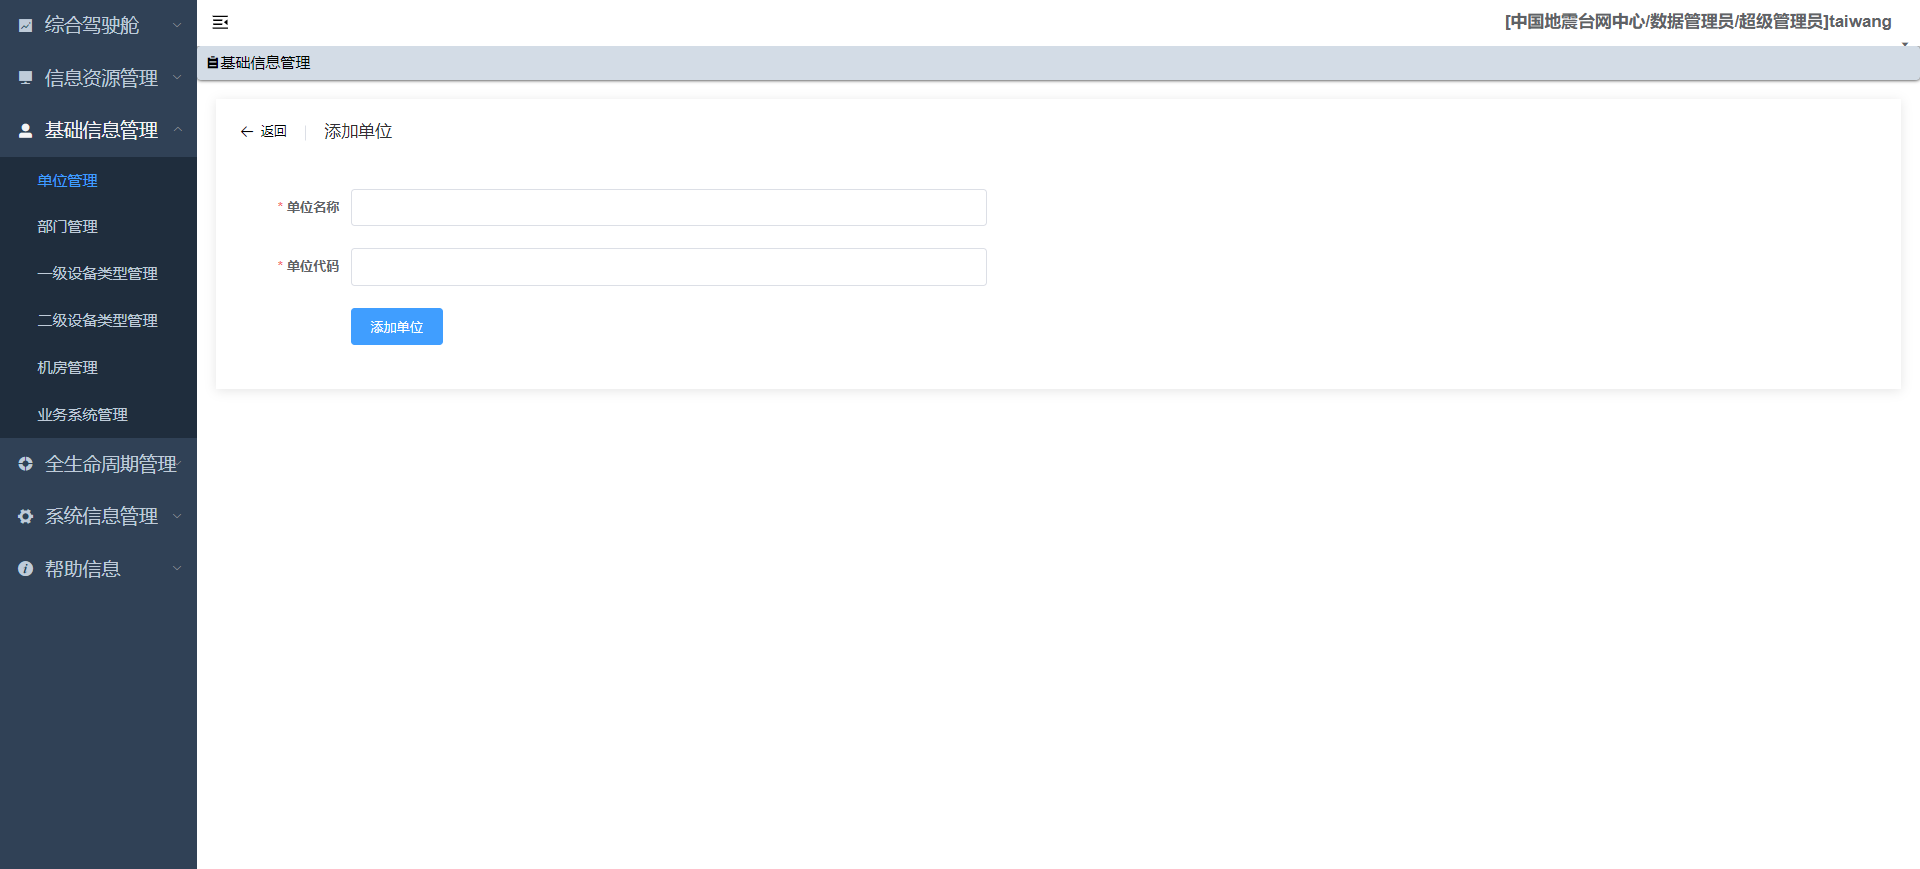 综合驾驶舱
信息资源管理
基础信息管理
单位管理
部门管理
一级设备类型管理
二级设备类型管理
机房管理
业务系统管理
全生命周期管理
系统信息管理
帮助信息
[中国地震台网中心/数据管理员/超级管理员]taiwang
基础信息管理
返回 添加单位
* 单位名称
* 单位代码
添加单位